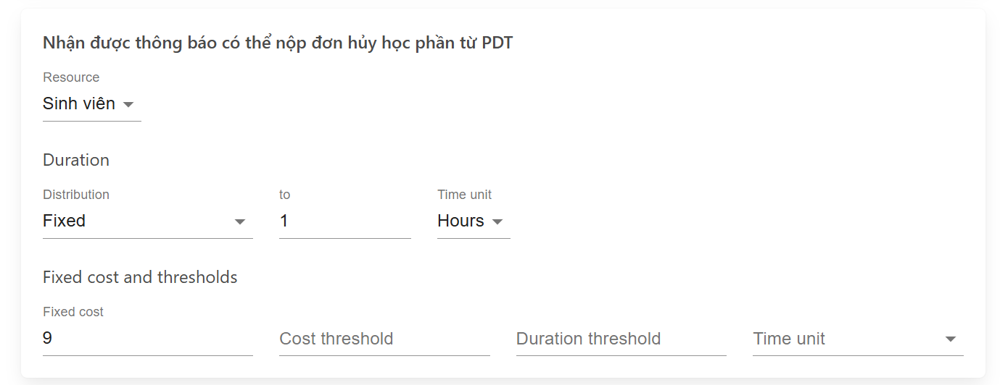 Nhận được thông báo có thể nộp đơn hủy học phần từ PDT
Resource
Sinh viên
Duration
Distribution to Time unit
Fixed 1 Hours
Fixed cost and thresholds
Fixed cost
9 Cost threshold Duration threshold Time unit